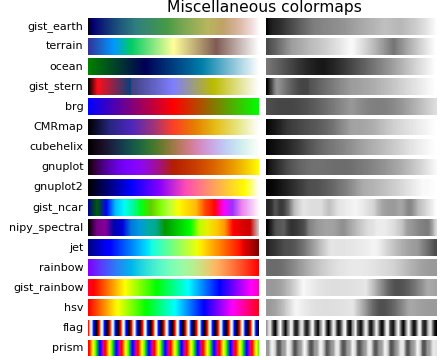 Miscellaneous colormaps
gist_earth
terrain
ocean
gist_stern
brg
CMRmap
cubehelix
gnuplot
gnuplot2
gist_ncar
nipy_spectral
jet
rainbow
gist_rainbow
hsv
flag
prism